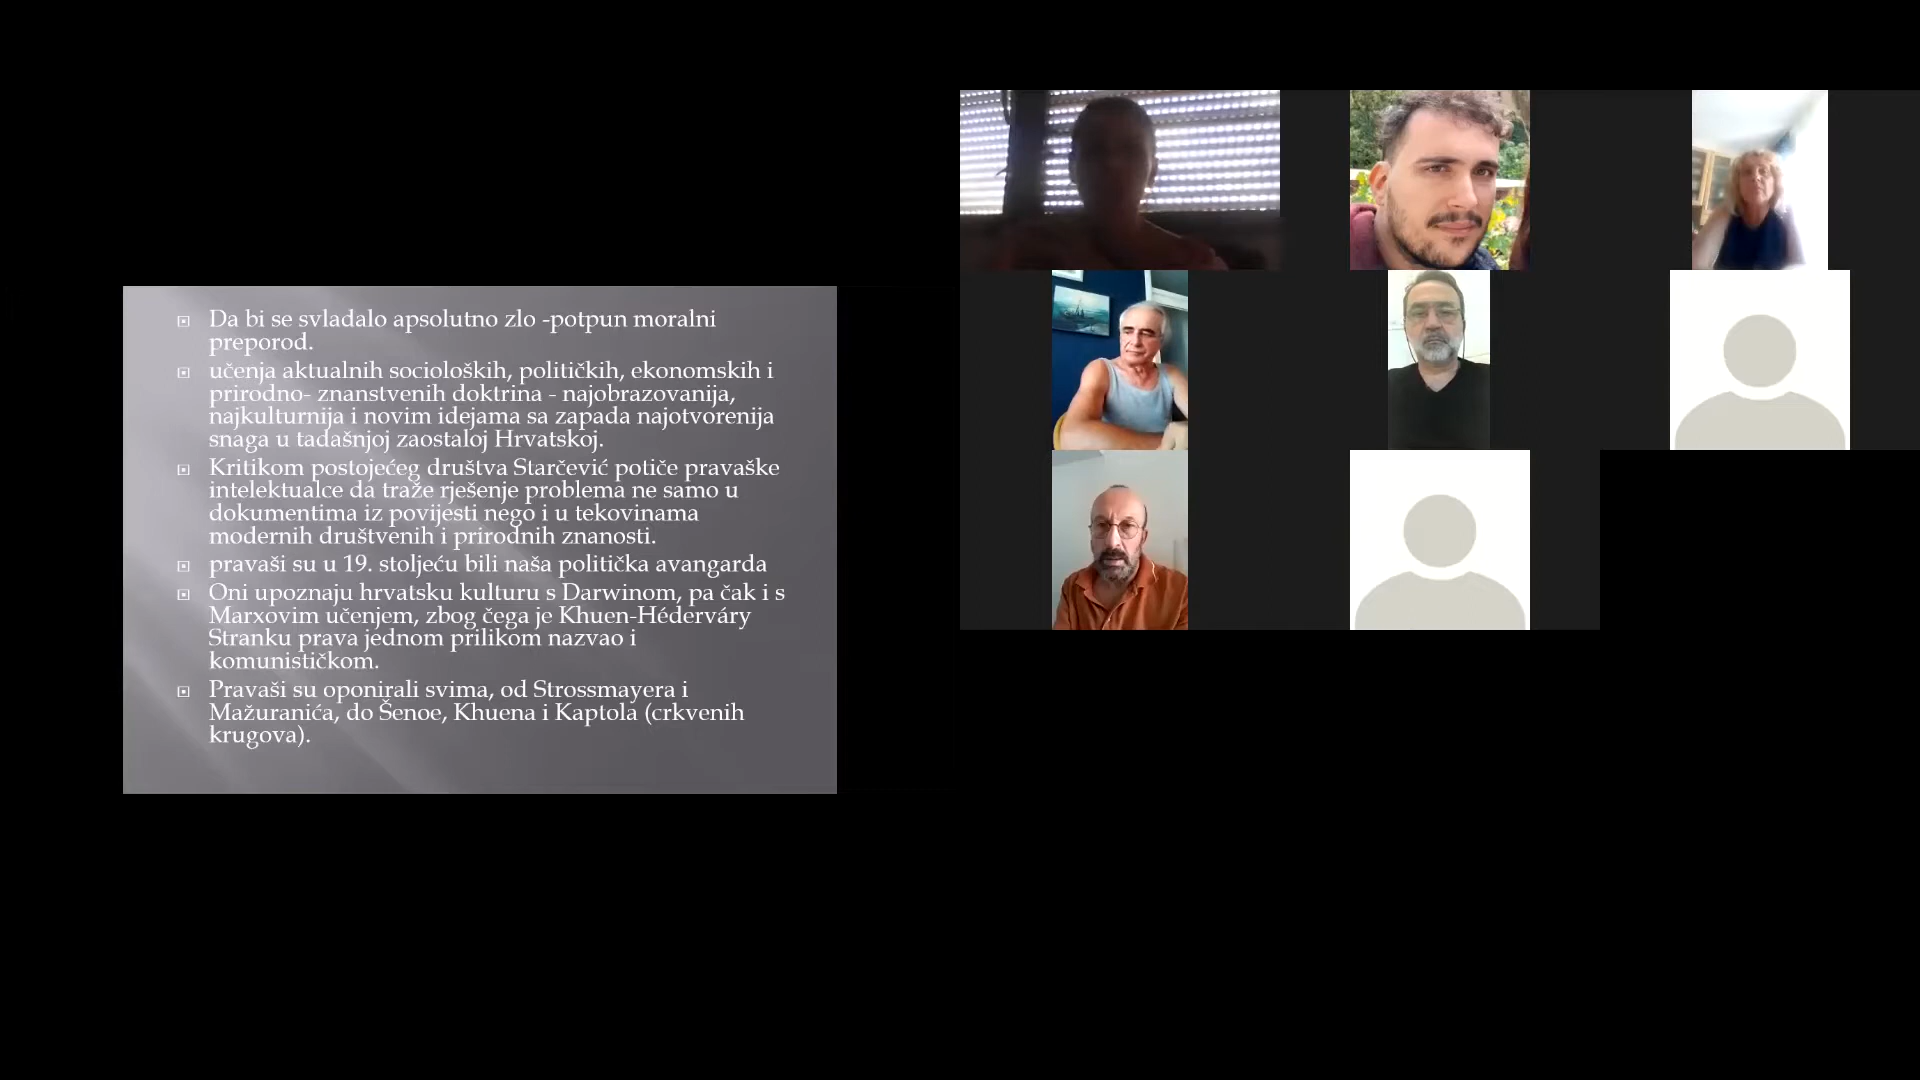 Da bi se svladalo apsolutno zlo -potpun moralni
preporod.
učenja aktualnih socioloških, političkih, ekonomskih i
prirodno- znanstvenih doktrina - najobrazovanija,
najkulturnija i novim idejama sa zapada najotvorenija
snaga u tadašnjoj zaostaloj Hrvatskoj.
Kritikom postojećeg društva Starčević potiče pravaške
intelektualce da traže rješenje problema ne samo u
dokumentima iz povijesti nego i u tekovinama
modernih društvenih i prirodnih znanosti.
pravaši su u 19. stoljeću bili naša politička avangarda
Oni upoznaju hrvatsku kulturu s Darwinom, pa čak i s
Marxovim učenjem, zbog čega je Khuen-Héderváry
Stranku prava jednom prilikom nazvao i
komunističkom.
Pravaši su oponirali svima, od Strossmayera i
Mažuranića, do Šenoe, Khuena i Kaptola (crkvenih
krugova).